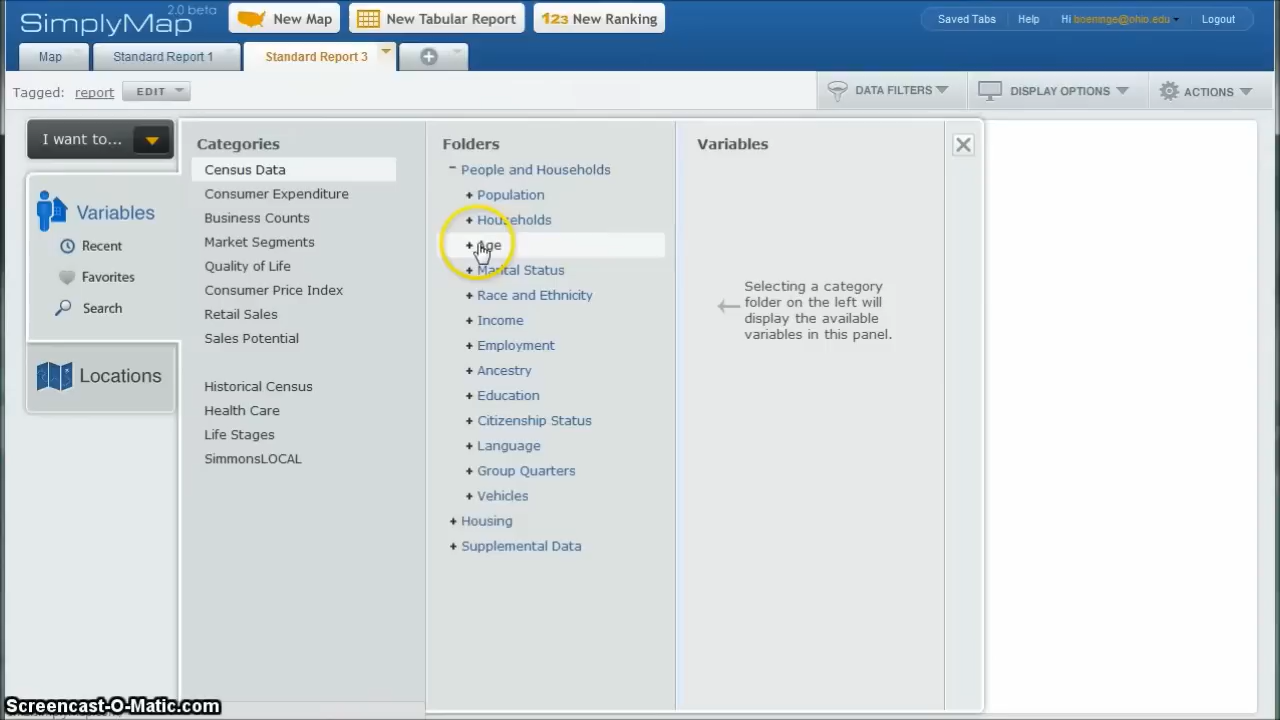 SimplyMap 2.0 beta
New Map
New Tabular Report
123 New Ranking
Saved Tabs
Help
Hi boeninge@ohio.edu
Logout
Map
Standard Report 1
Standard Report 3
Tagged: report
EDIT
DATA FILTERS
DISPLAY OPTIONS
ACTIONS
I want to...
Variables
Recent
Favorites
Search
Locations
Categories
Census Data
Consumer Expenditure
Business Counts
Market Segments
Quality of Life
Consumer Price Index
Retail Sales
Sales Potential
Historical Census
Health Care
Life Stages
SimmonsLOCAL
Folders
People and Households
+ Population
+ Households
+ Age
+ Marital Status
+ Race and Ethnicity
+ Income
+ Employment
+ Ancestry
+ Education
+ Citizenship Status
+ Language
+ Group Quarters
+ Vehicles
+ Housing
+ Supplemental Data
Variables
Selecting a category
folder on the left will
display the available
variables in this panel.
Screencast-O-Matic.com